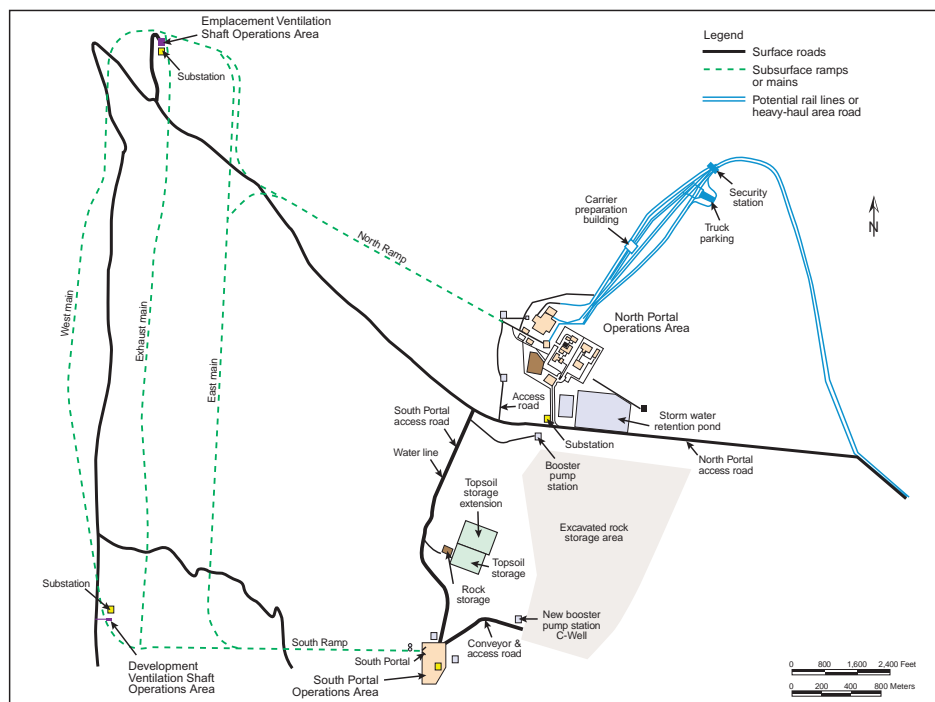 Emplacement Ventilation
Shaft Operations Area
Substation
Legend
Surface roads
Subsurface ramps
or mains
Potential rail lines or
heavy-haul area road
Security
station
Truck
parking
Carrier
preparation
building
N
North Ramp
North Portal
Operations Area
West main
Exhaust main
East main
Access
road
South Portal
access road
Water line
Substation
Storm water
retention pond
North Portal
access road
Booster
pump
station
Topsoil
storage
extension
Excavated rock
storage area
Topsoil
storage
Rock
storage
Substation
New booster
pump station
C-Well
South Ramp
Conveyor &
access road
South Portal
South Portal
Operations Area
Development
Ventilation Shaft
Operations Area
0 800 1,600 2,400 Feet
0 200 400 600 800 Meters